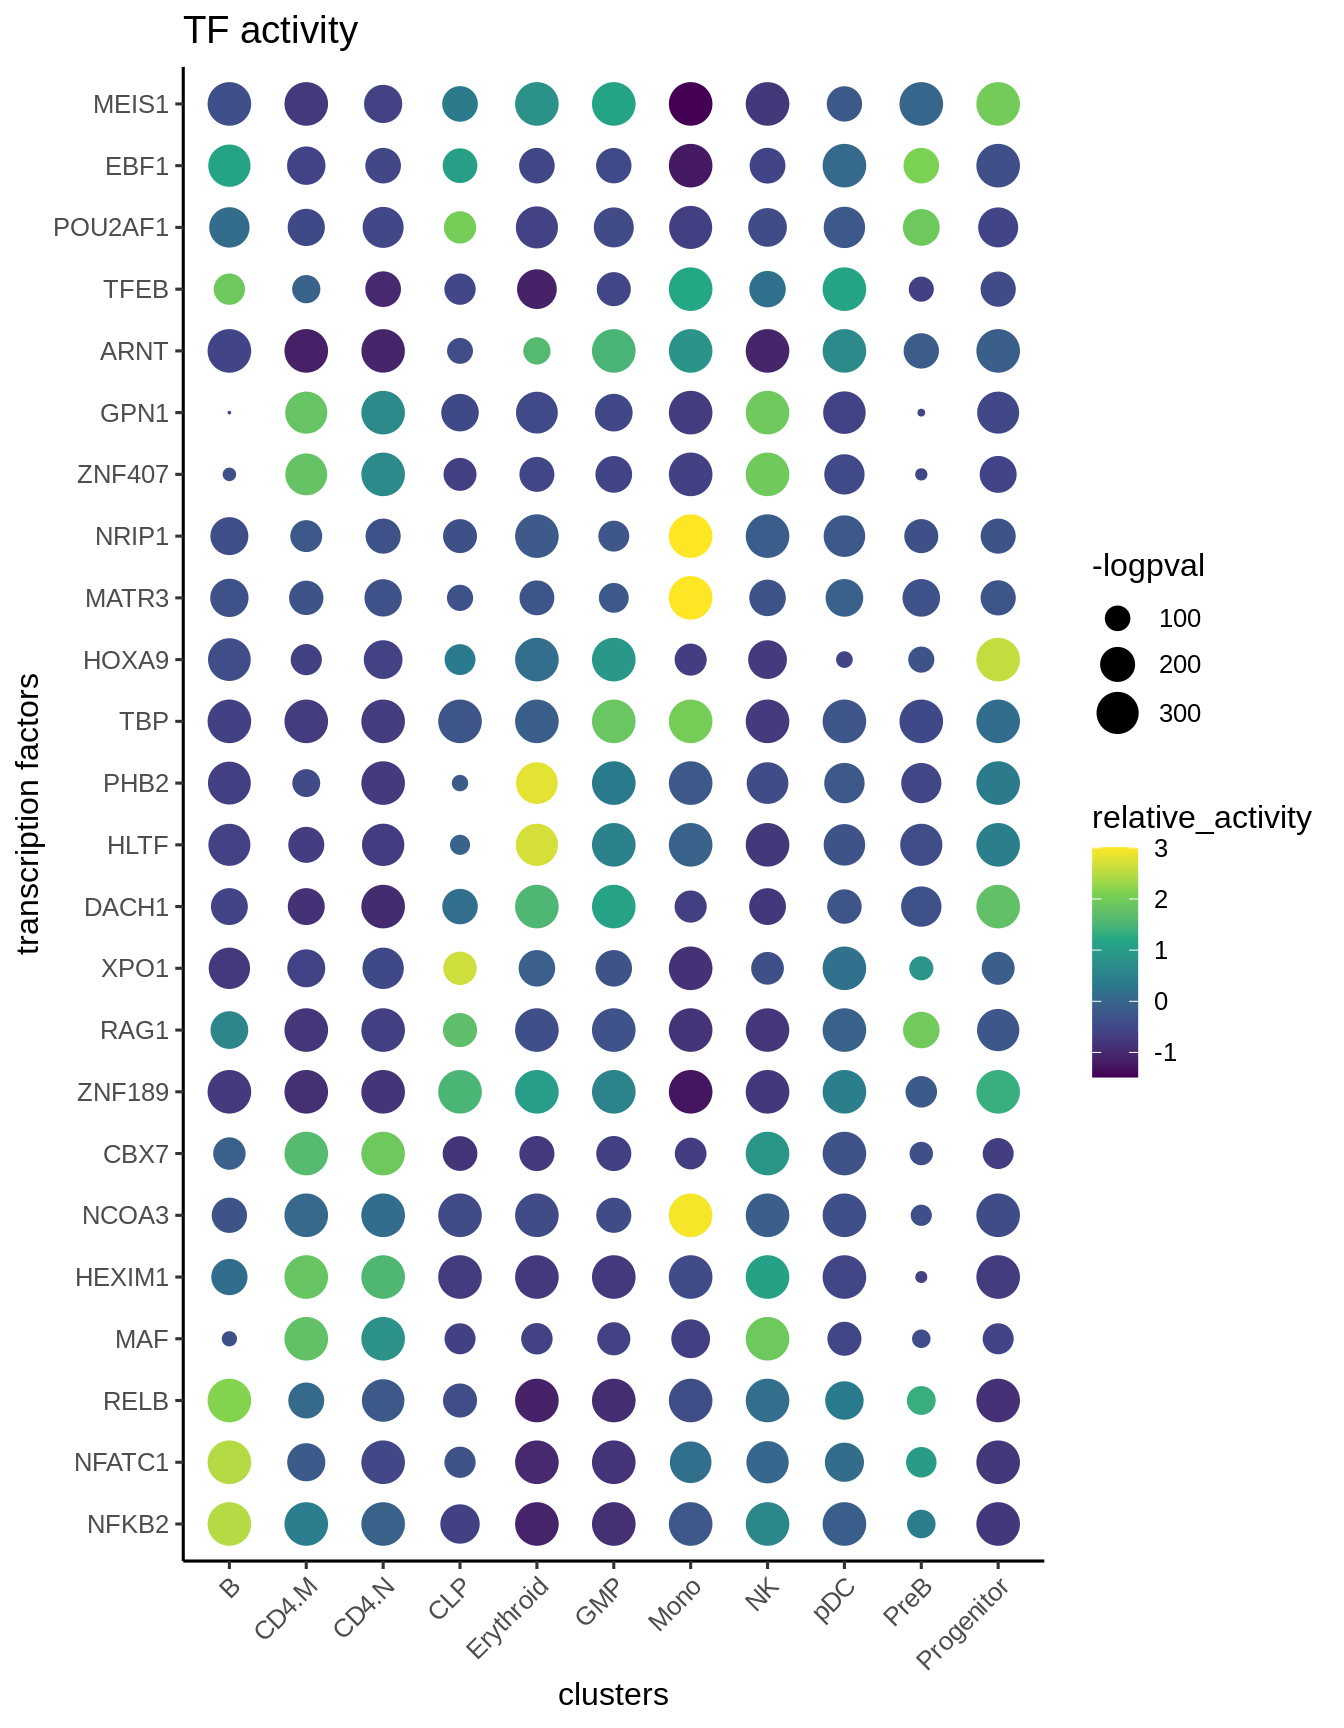 TF activity
transcription factors
MEIS1
EBF1
POU2AF1
TFEB
ARNT
GPN1
ZNF407
NRIP1
MATR3
HOXA9
TBP
PHB2
HLTF
DACH1
XPO1
RAG1
ZNF189
CBX7
NCOA3
HEXIM1
MAF
RELB
NFATC1
NFKB2
B
CD4.M
CD4.N
CLP
Erythroid
GMP
Mono
NK
pDC
PreB
Progenitor
clusters
-logpval
100
200
300
relative_activity
3
2
1
0
-1